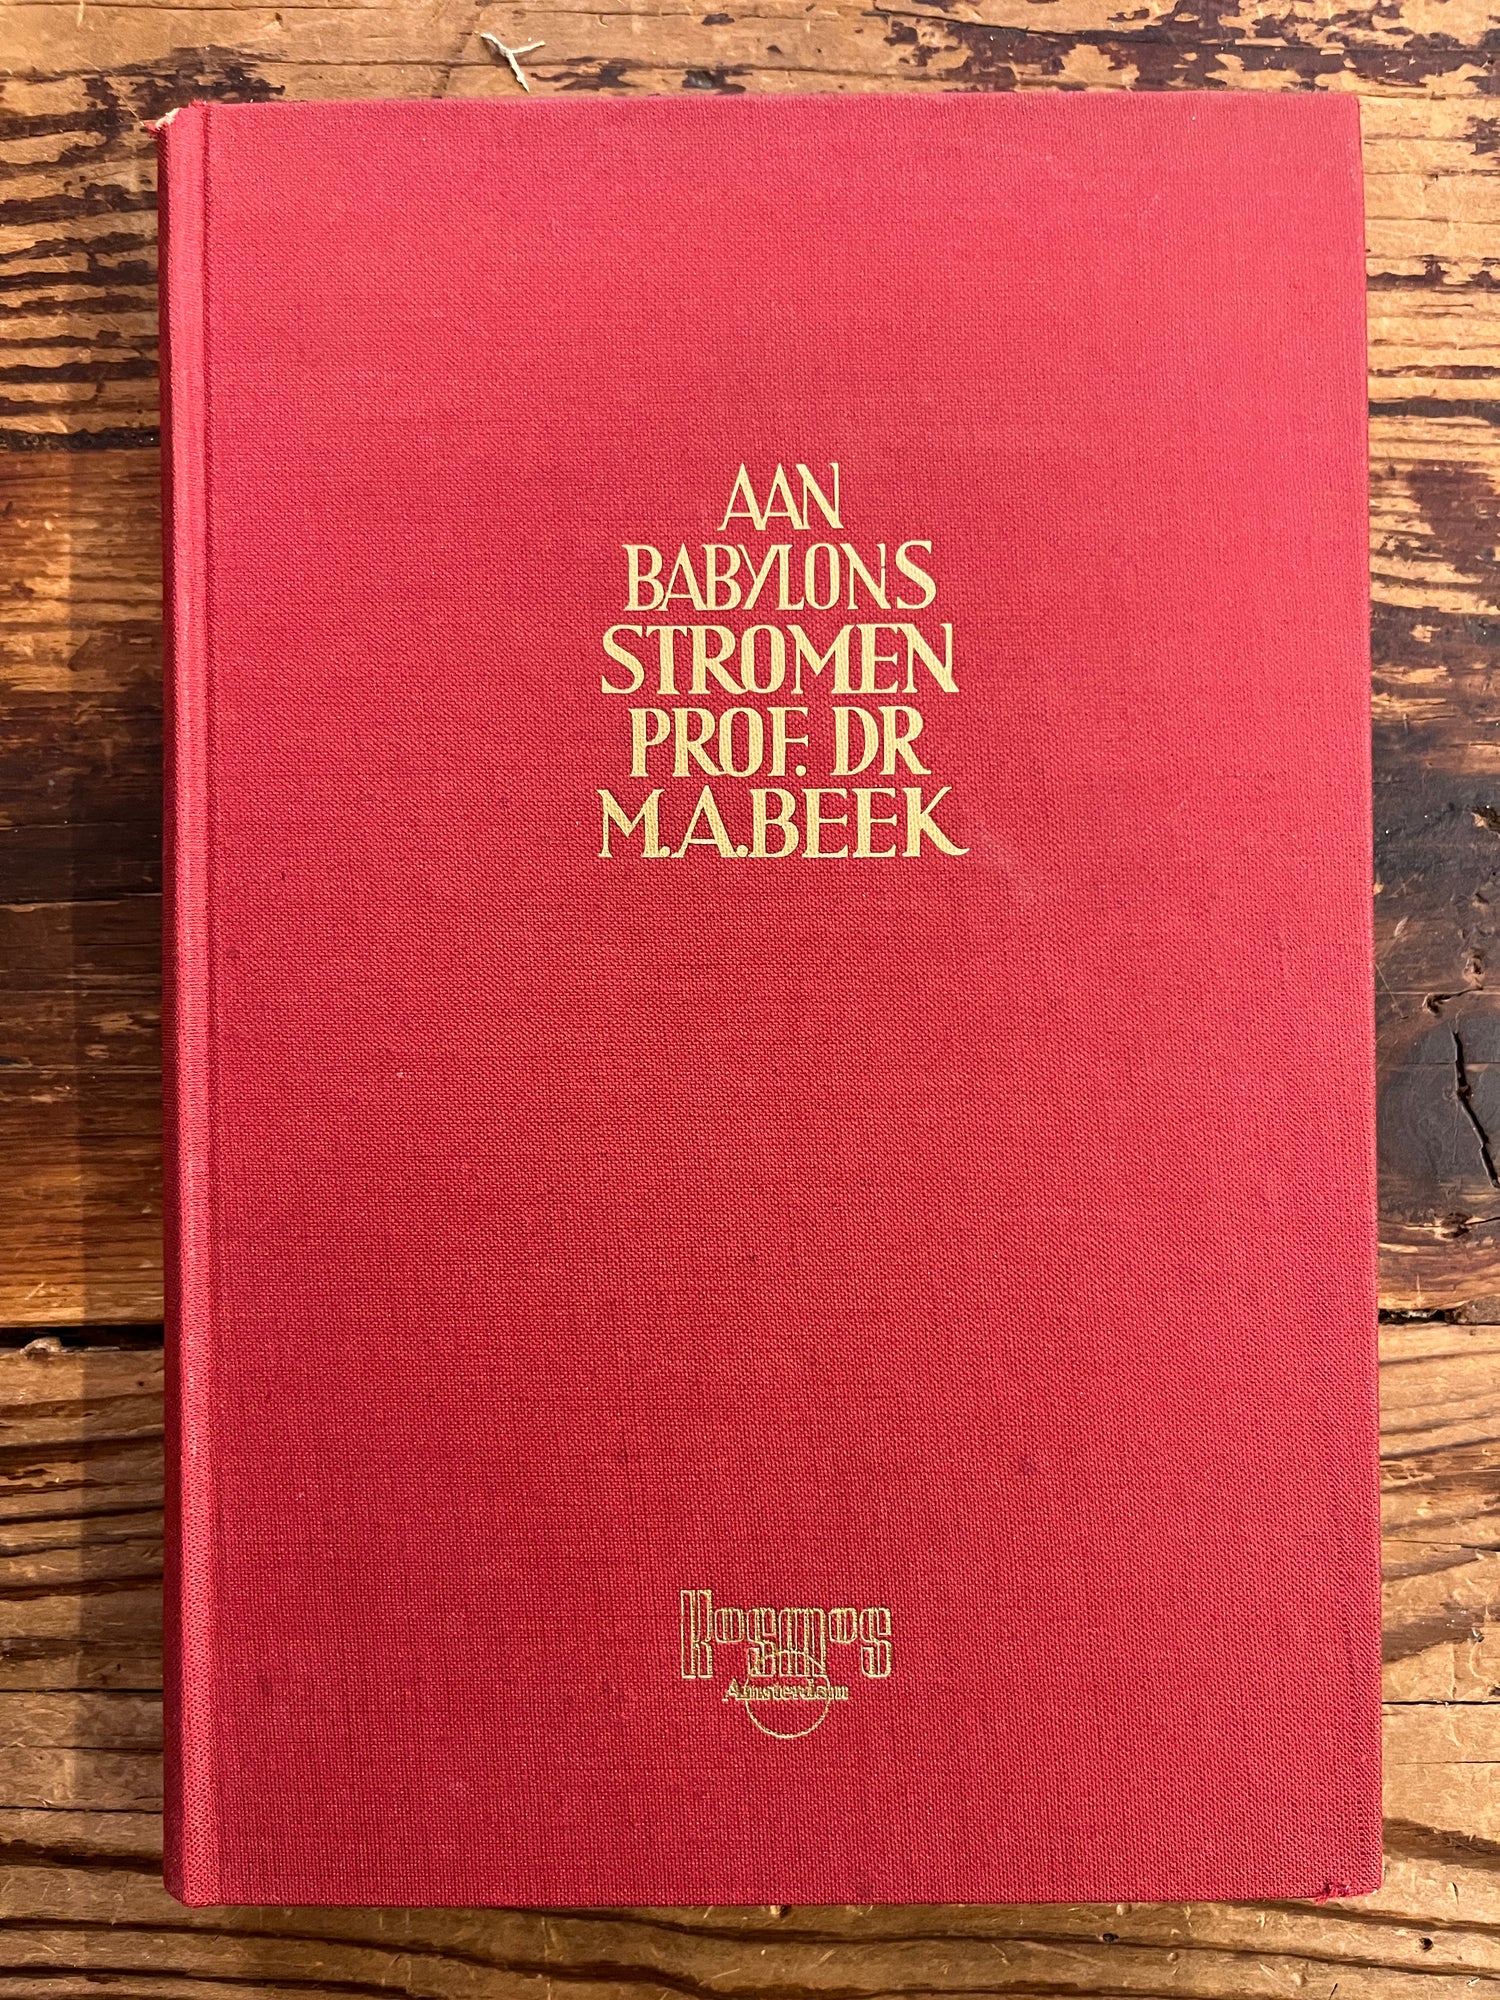 AAN
BABYLONS
STROMEN
PROF. DR
M.A.BEEK
Kosmos
Amsterdam